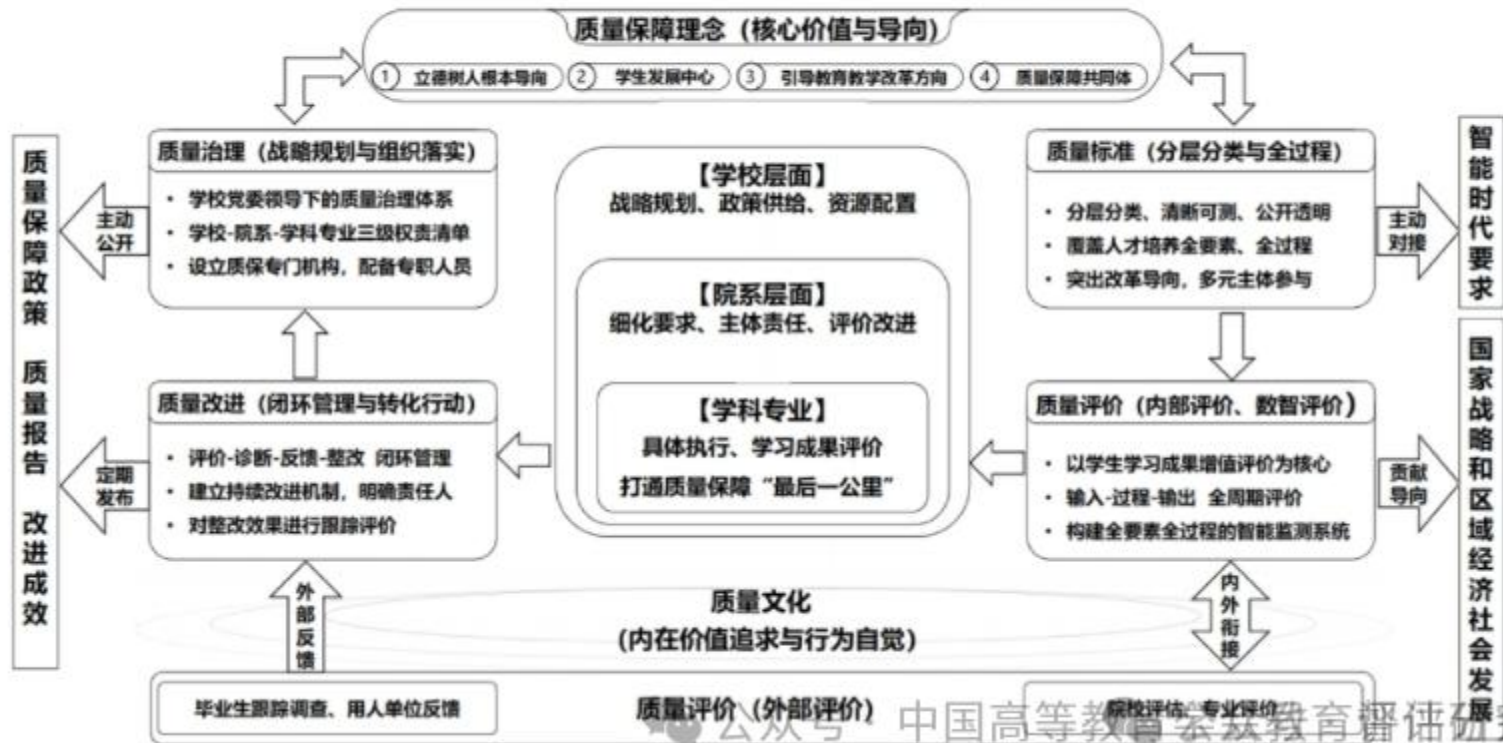 质量保障理念（核心价值与导向）
① 立德树人根本导向 ② 学生发展中心 ③ 引导教育教学改革方向 ④ 质量保障共同体
质量保障政策 质量报告 改进成效
主动
公开
定期
发布
质量治理（战略规划与组织落实）
• 学校党委领导下的质量治理体系
• 学校-院系-学科专业三级权责清单
• 设立质保专门机构，配备专职人员
质量改进（闭环管理与转化行动）
• 评价-诊断-反馈-整改 闭环管理
• 建立持续改进机制，明确责任人
• 对整改效果进行跟踪评价
【学校层面】
战略规划、政策供给、资源配置
【院系层面】
细化要求、主体责任、评价改进
【学科专业】
具体执行、学习成果评价
打通质量保障“最后一公里”
质量标准（分层分类与全过程）
• 分层分类、清晰可测、公开透明
• 覆盖人才培养全要素、全过程
• 突出改革导向，多元主体参与
质量评价（内部评价、数智评价）
• 以学生学习成果增值评价为核心
• 输入-过程-输出 全周期评价
• 构建全要素全过程的智能监测系统
主动
对接
贡献
导向
智能时代要求
国家战略和区域经济社会发展
外部反馈
质量文化
(内在价值追求与行为自觉）
内外衔接
毕业生跟踪调查、用人单位反馈
质量评价（外部评价）
院校评估、专业评价
公众号 · 中国高等教育学会教育评估研